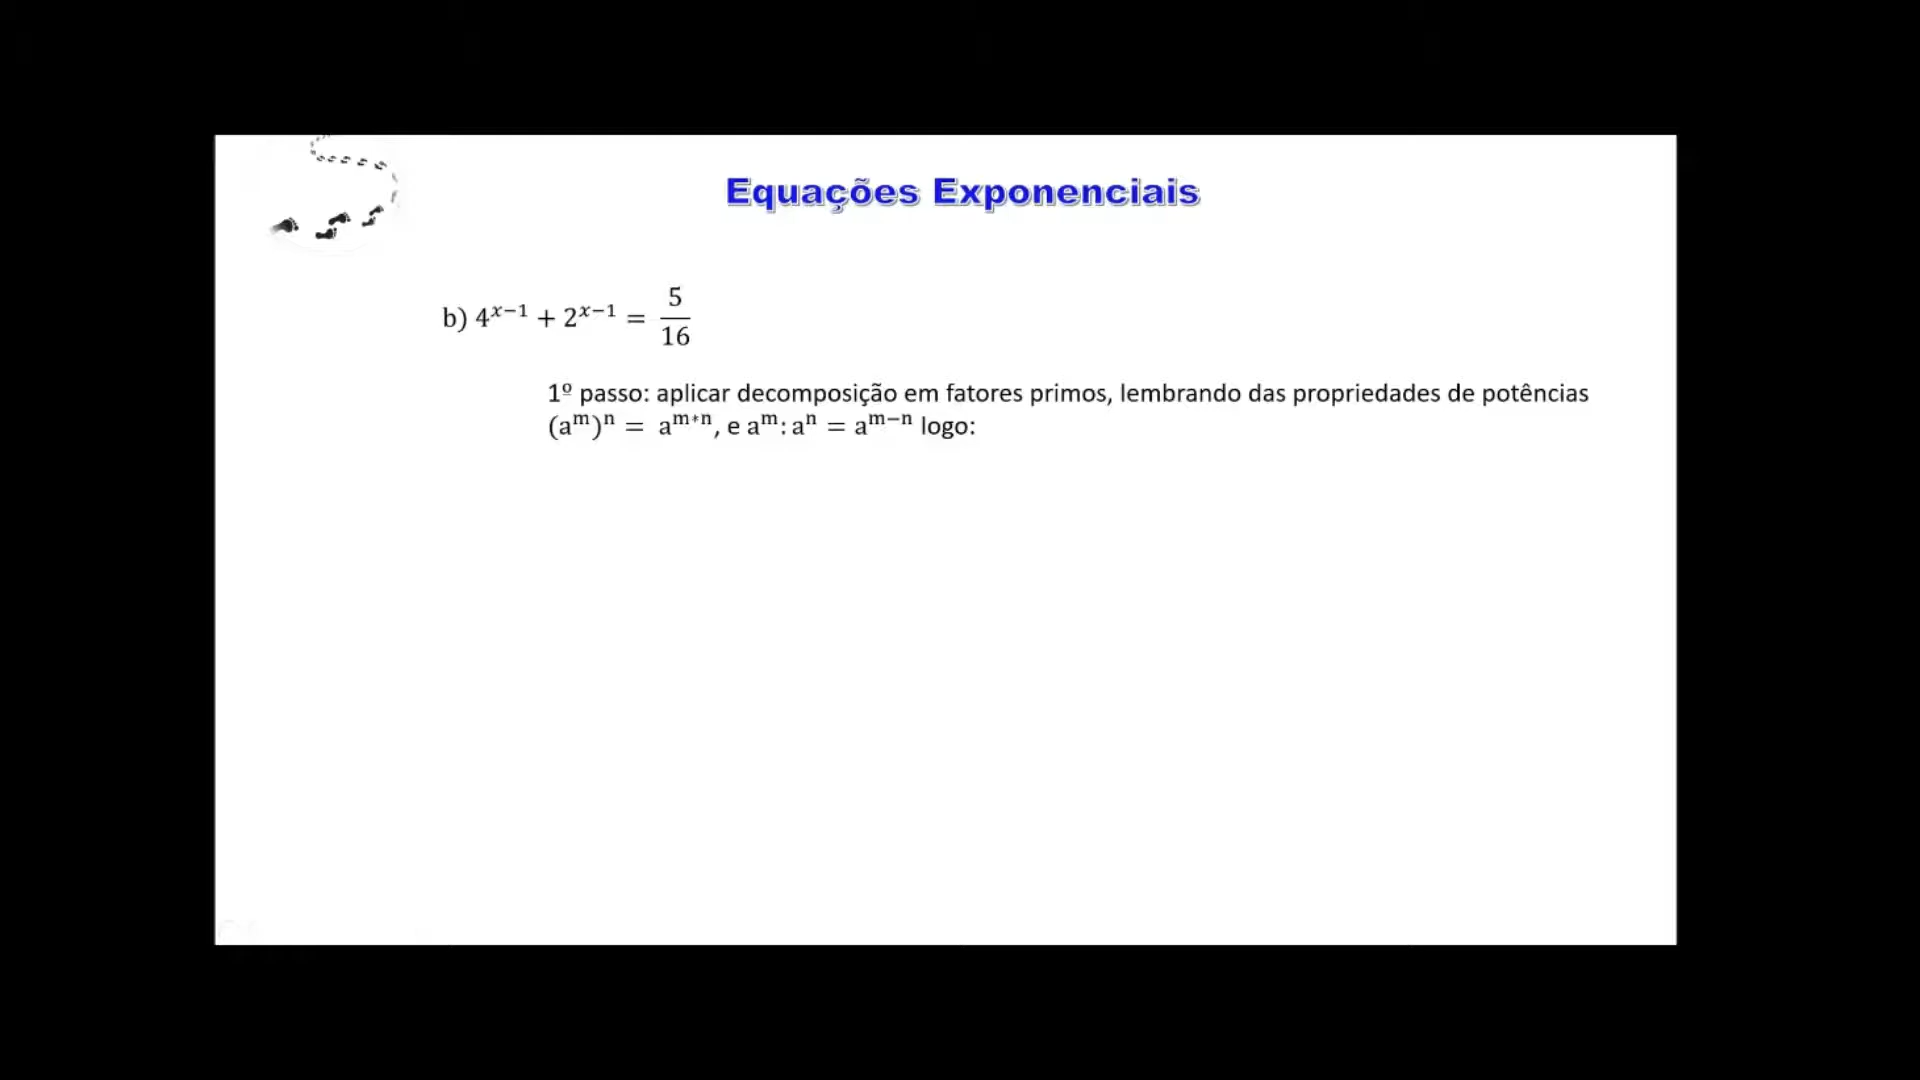 Equações Exponenciais
b) 4^{x−1} + 2^{x−1} = \frac{5}{16}
1º passo: aplicar decomposição em fatores primos, lembrando das propriedades de potências
(a^m)^n = a^{m*n}, e a^m: a^n = a^{m−n} logo: